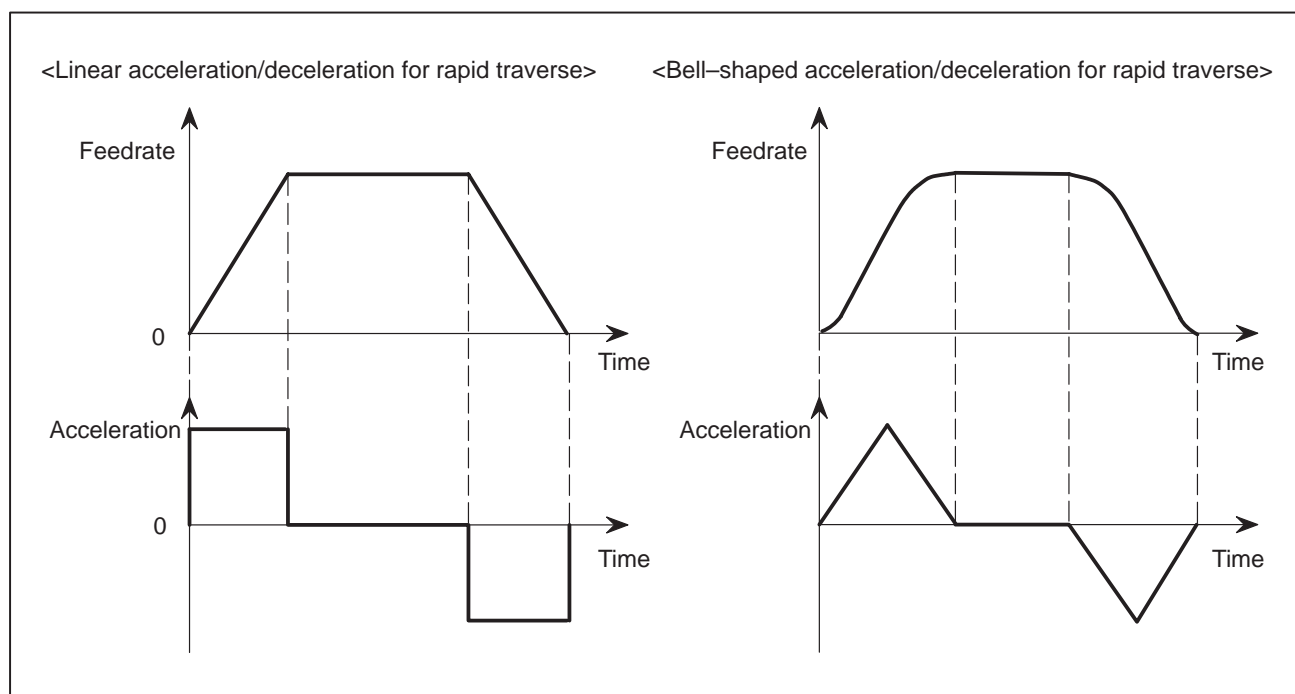 <Linear acceleration/deceleration for rapid traverse>
<Bell–shaped acceleration/deceleration for rapid traverse>
Feedrate
0
Time
Acceleration
0
Time
Feedrate
Time
Acceleration
Time